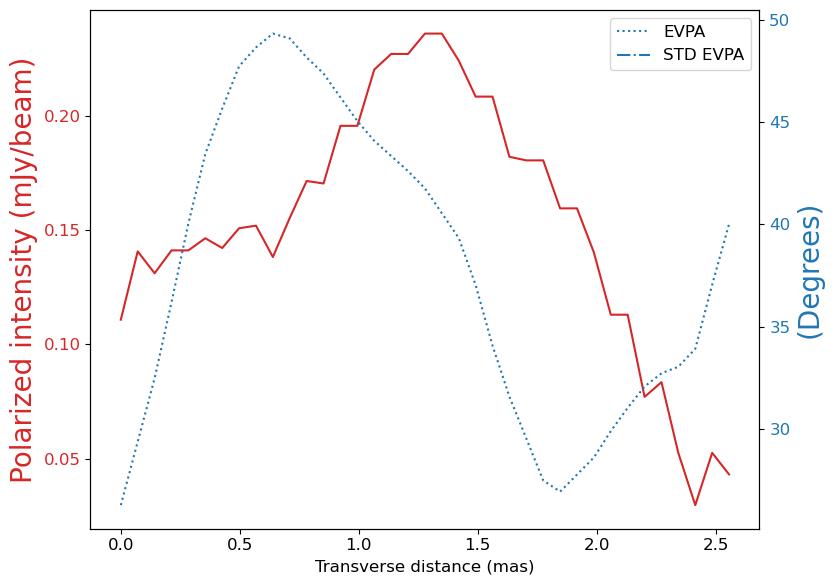 EVPA
STD EVPA
Polarized intensity (mJy/beam)
0.20
0.15
0.10
0.05
50
45
40
35
30
(Degrees)
0.0 0.5 1.0 1.5 2.0 2.5
Transverse distance (mas)